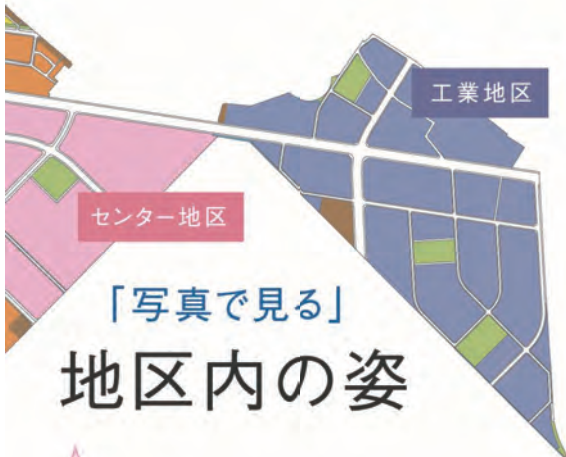 工業地区
センター地区
「写真で見る」
地区内の姿